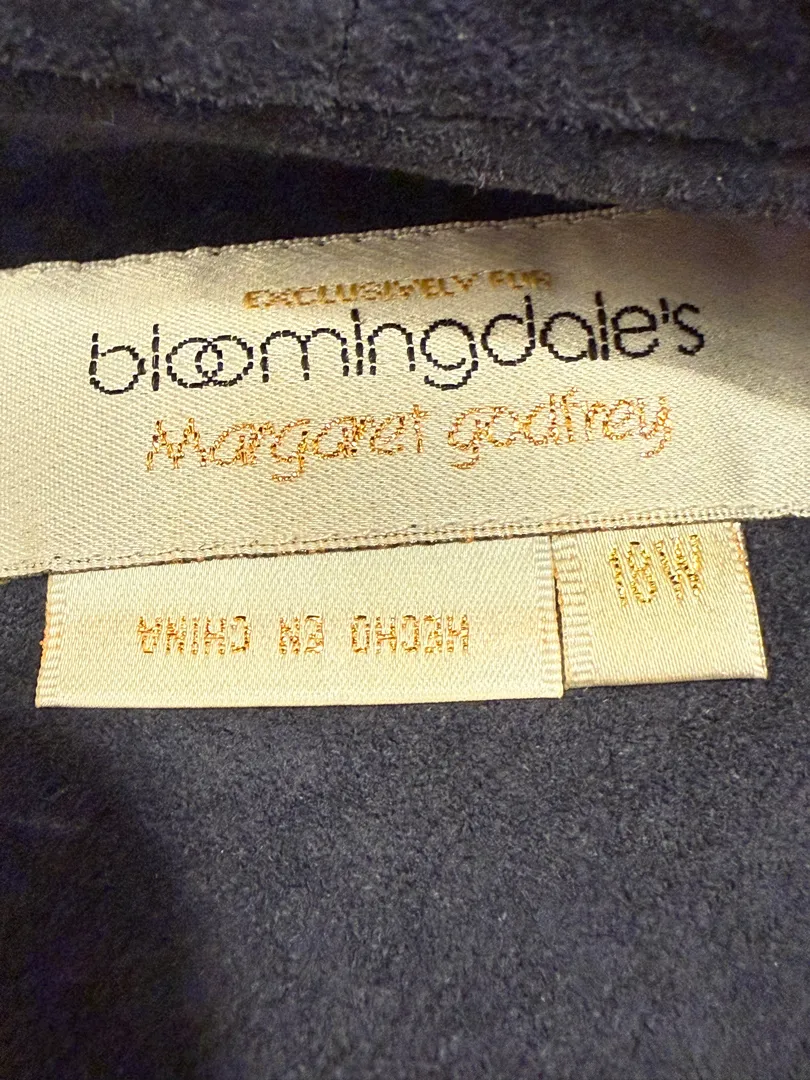 EXCLUSIVELY FOR
bloomingdale's
Margaret godfrey
18W
HECHO EN CHINA